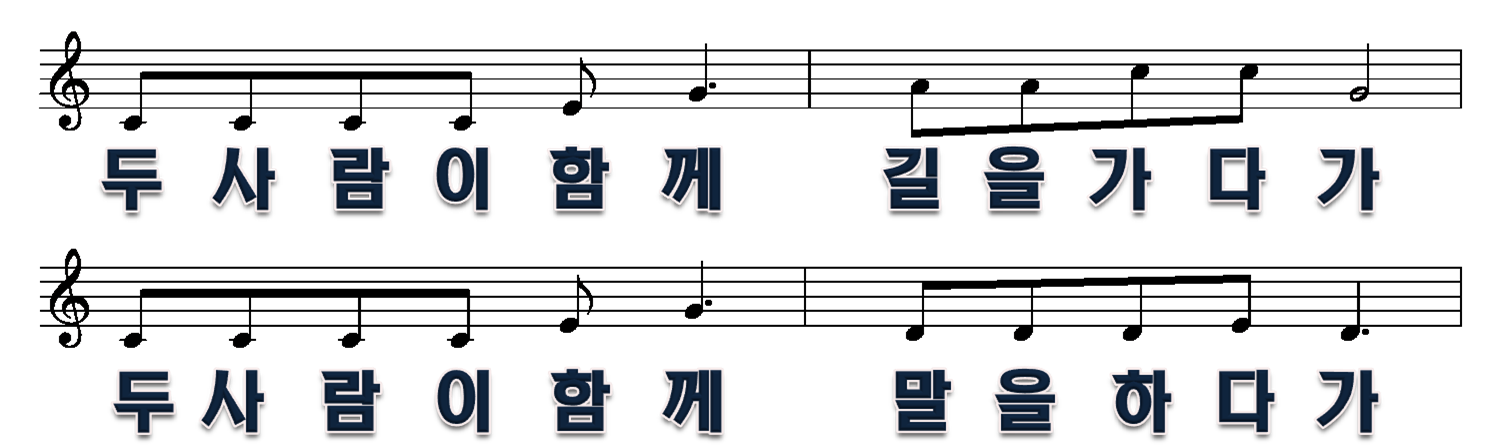 두 사 람 이 함 께 길 을 가 다 가
두 사 람 이 함 께 말 을 하 다 가